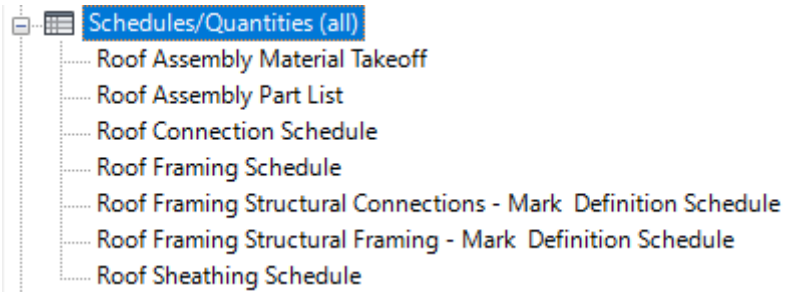 Schedules/Quantities (all)
Roof Assembly Material Takeoff
Roof Assembly Part List
Roof Connection Schedule
Roof Framing Schedule
Roof Framing Structural Connections - Mark  Definition Schedule
Roof Framing Structural Framing - Mark  Definition Schedule
Roof Sheathing Schedule